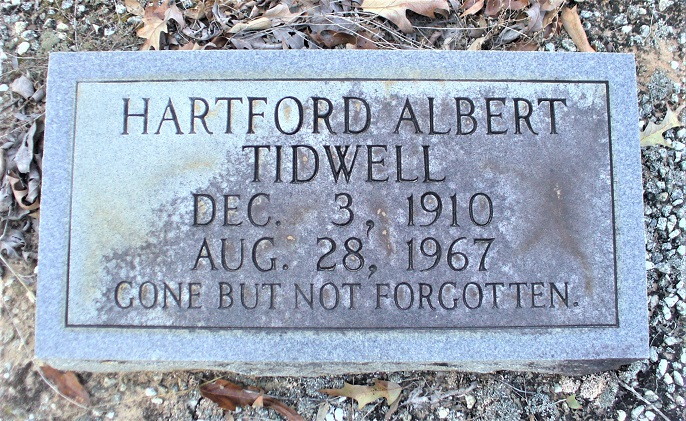 HARTFORD ALBERT
TIDWELL
DEC. 3, 1910
AUG. 28, 1967
GONE BUT NOT FORGOTTEN.